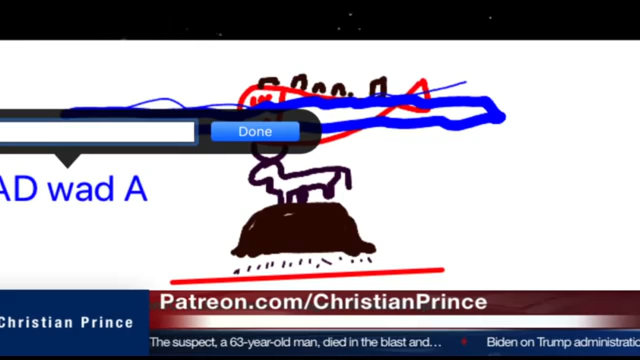 Done
AD wad A
Patreon.com/ChristianPrince
Christian Prince
The suspect, a 63-year-old man, died in the blast and… Biden on Trump administratio